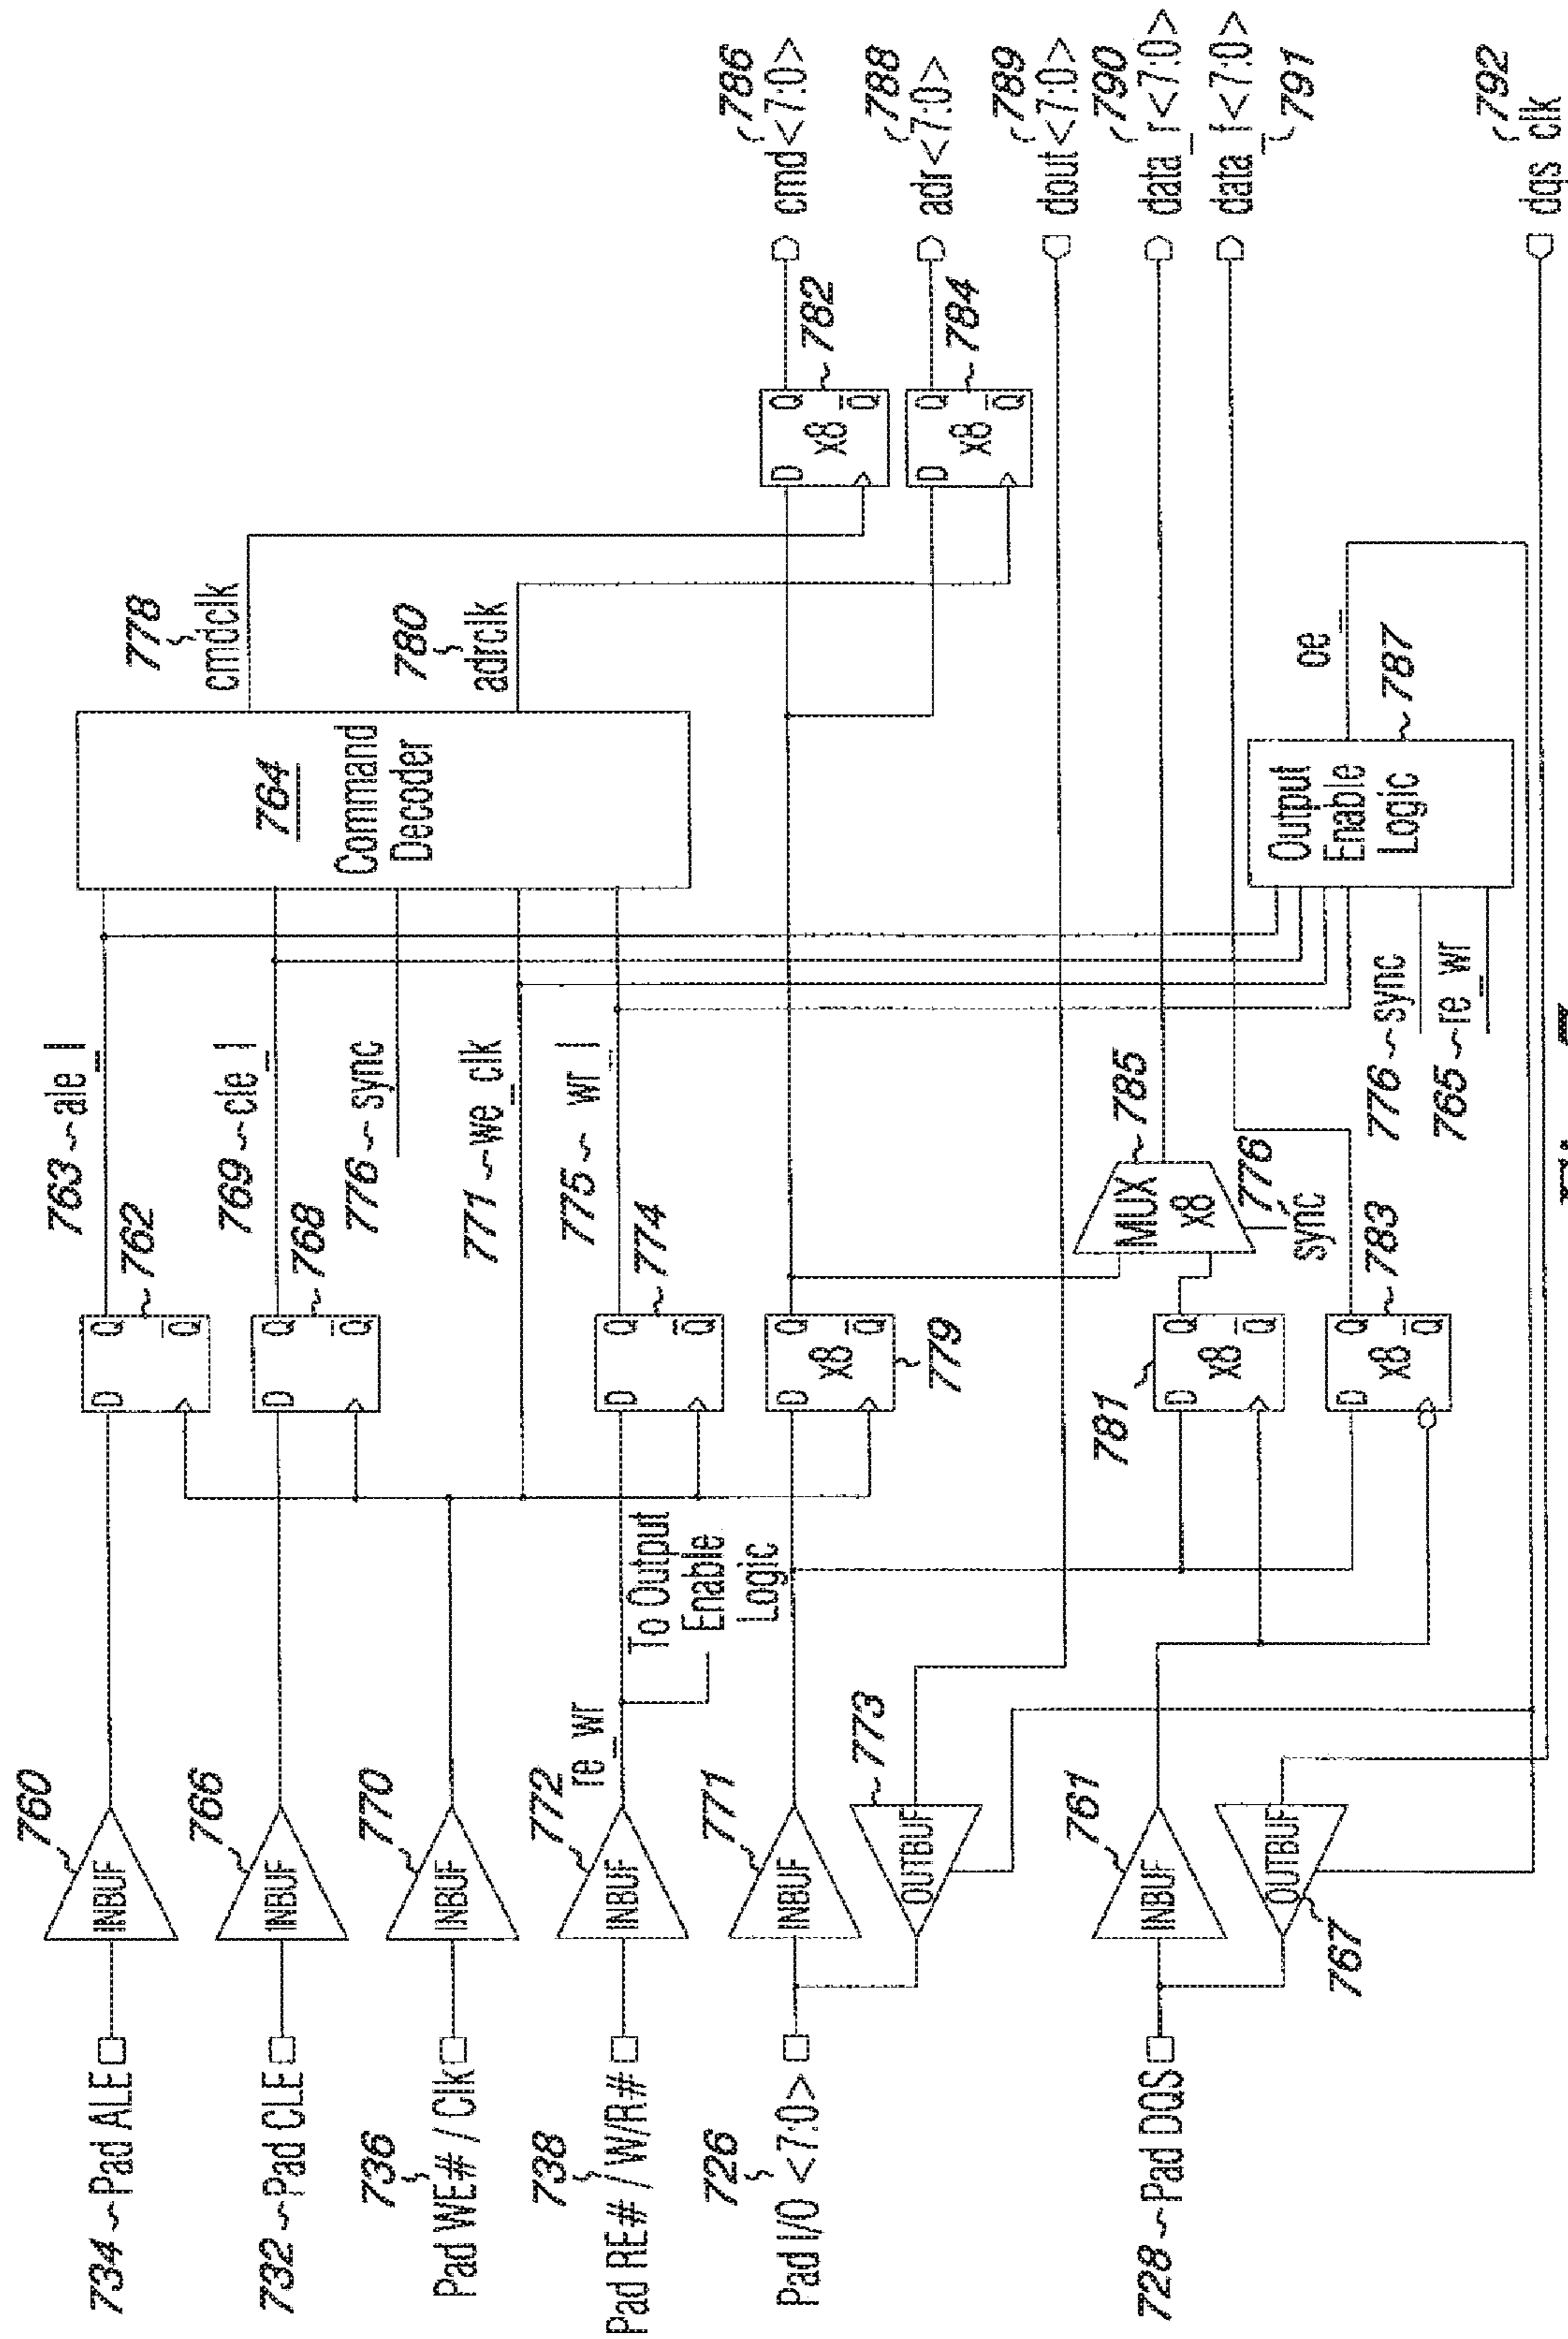 734 Pad ALE
732 Pad CLE
736
Pad WE# / Clk
738
Pad RE# / W/R#
726
Pad I/O <7:0>
728 Pad DQS
760
INBUF
766
INBUF
770
INBUF
772
INBUF
re_wr
771
INBUF
773
OUTBUF
761
INBUF
OUTBUF
767
To Output
Enable
Logic
D Q
Q
762
D Q
Q
768
D Q
Q
774
D Q
x8
Q
779
781
D Q
x8
Q
D Q
x8
Q
783
MUX
x8
785
776
sync
763 ale_l
769 cle_l
776 sync
771 we_clk
775 wr_l
764
Command
Decoder
778
cmdclk
780
adrclk
776 sync
765 re_wr
Output
Enable
Logic
787
oe_
D Q
x8
Q
782
D Q
x8
Q
784
786
cmd<7:0>
788
adr<7:0>
789
dout<7:0>
790
data_r<7:0>
data_f<7:0>
791
792
dqs_clk